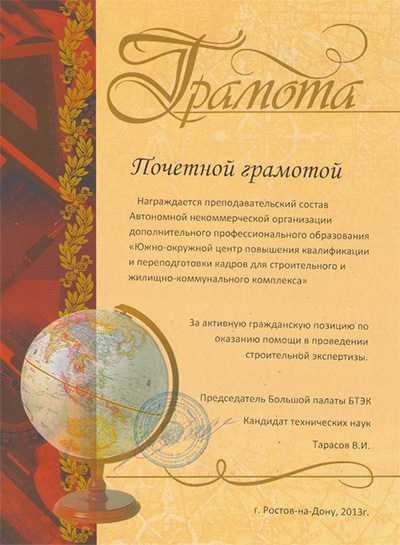 Грамота
Почетной грамотой
Награждается преподавательский состав
Автономной некоммерческой организации
дополнительного профессионального образования
«Южно-окружной центр повышения квалификации
и переподготовки кадров для строительного и
жилищно-коммунального комплекса»
За активную гражданскую позицию по
оказанию помощи в проведении
строительной экспертизы.
Председатель Большой палаты БТЭК
Кандидат технических наук
Тарасов В.И.
г. Ростов-на-Дону, 2013г.